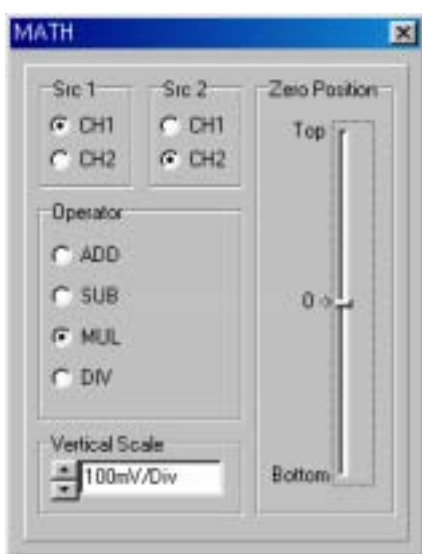 MATH
Src 1
CH1
CH2
Src 2
CH1
CH2
Operator
ADD
SUB
MUL
DIV
Vertical Scale
100mV/Div
Zero Position
Top
0
Bottom